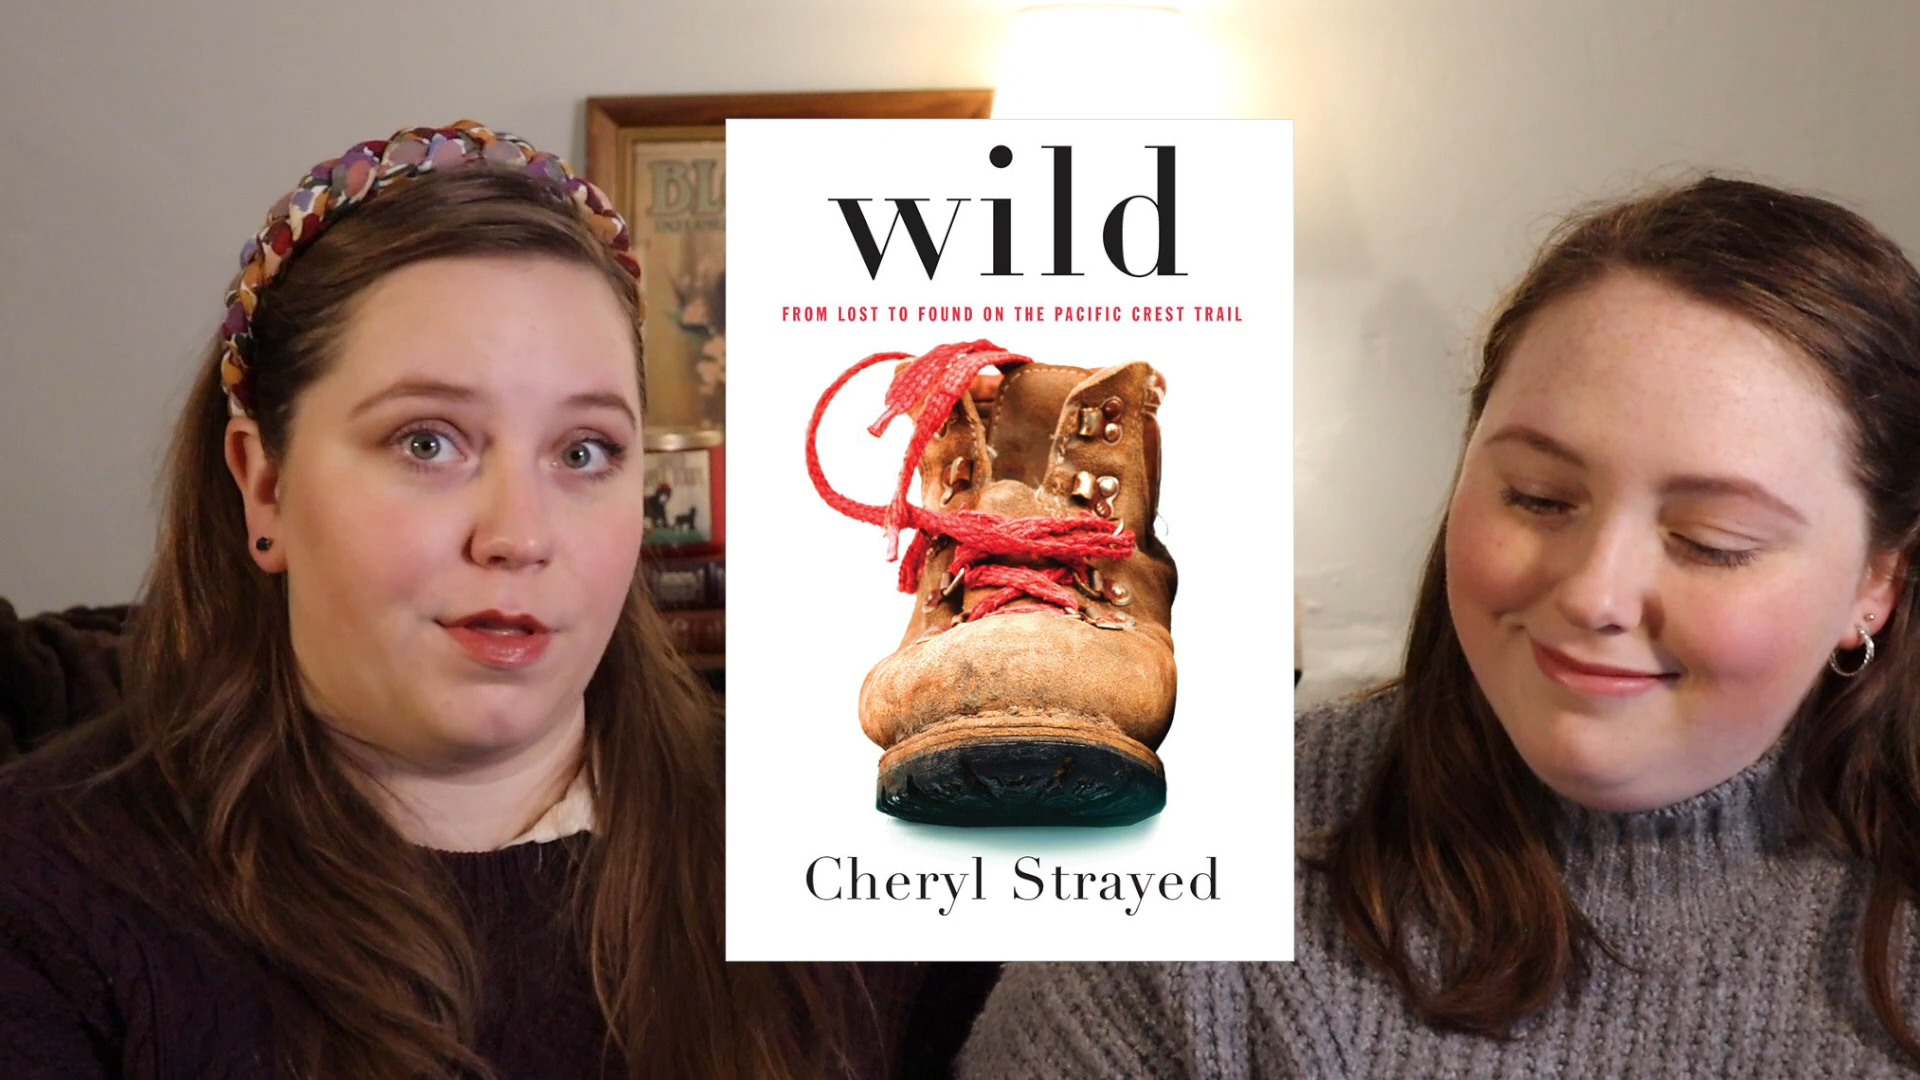 wild
FROM LOST TO FOUND ON THE PACIFIC CREST TRAIL
Cheryl Strayed